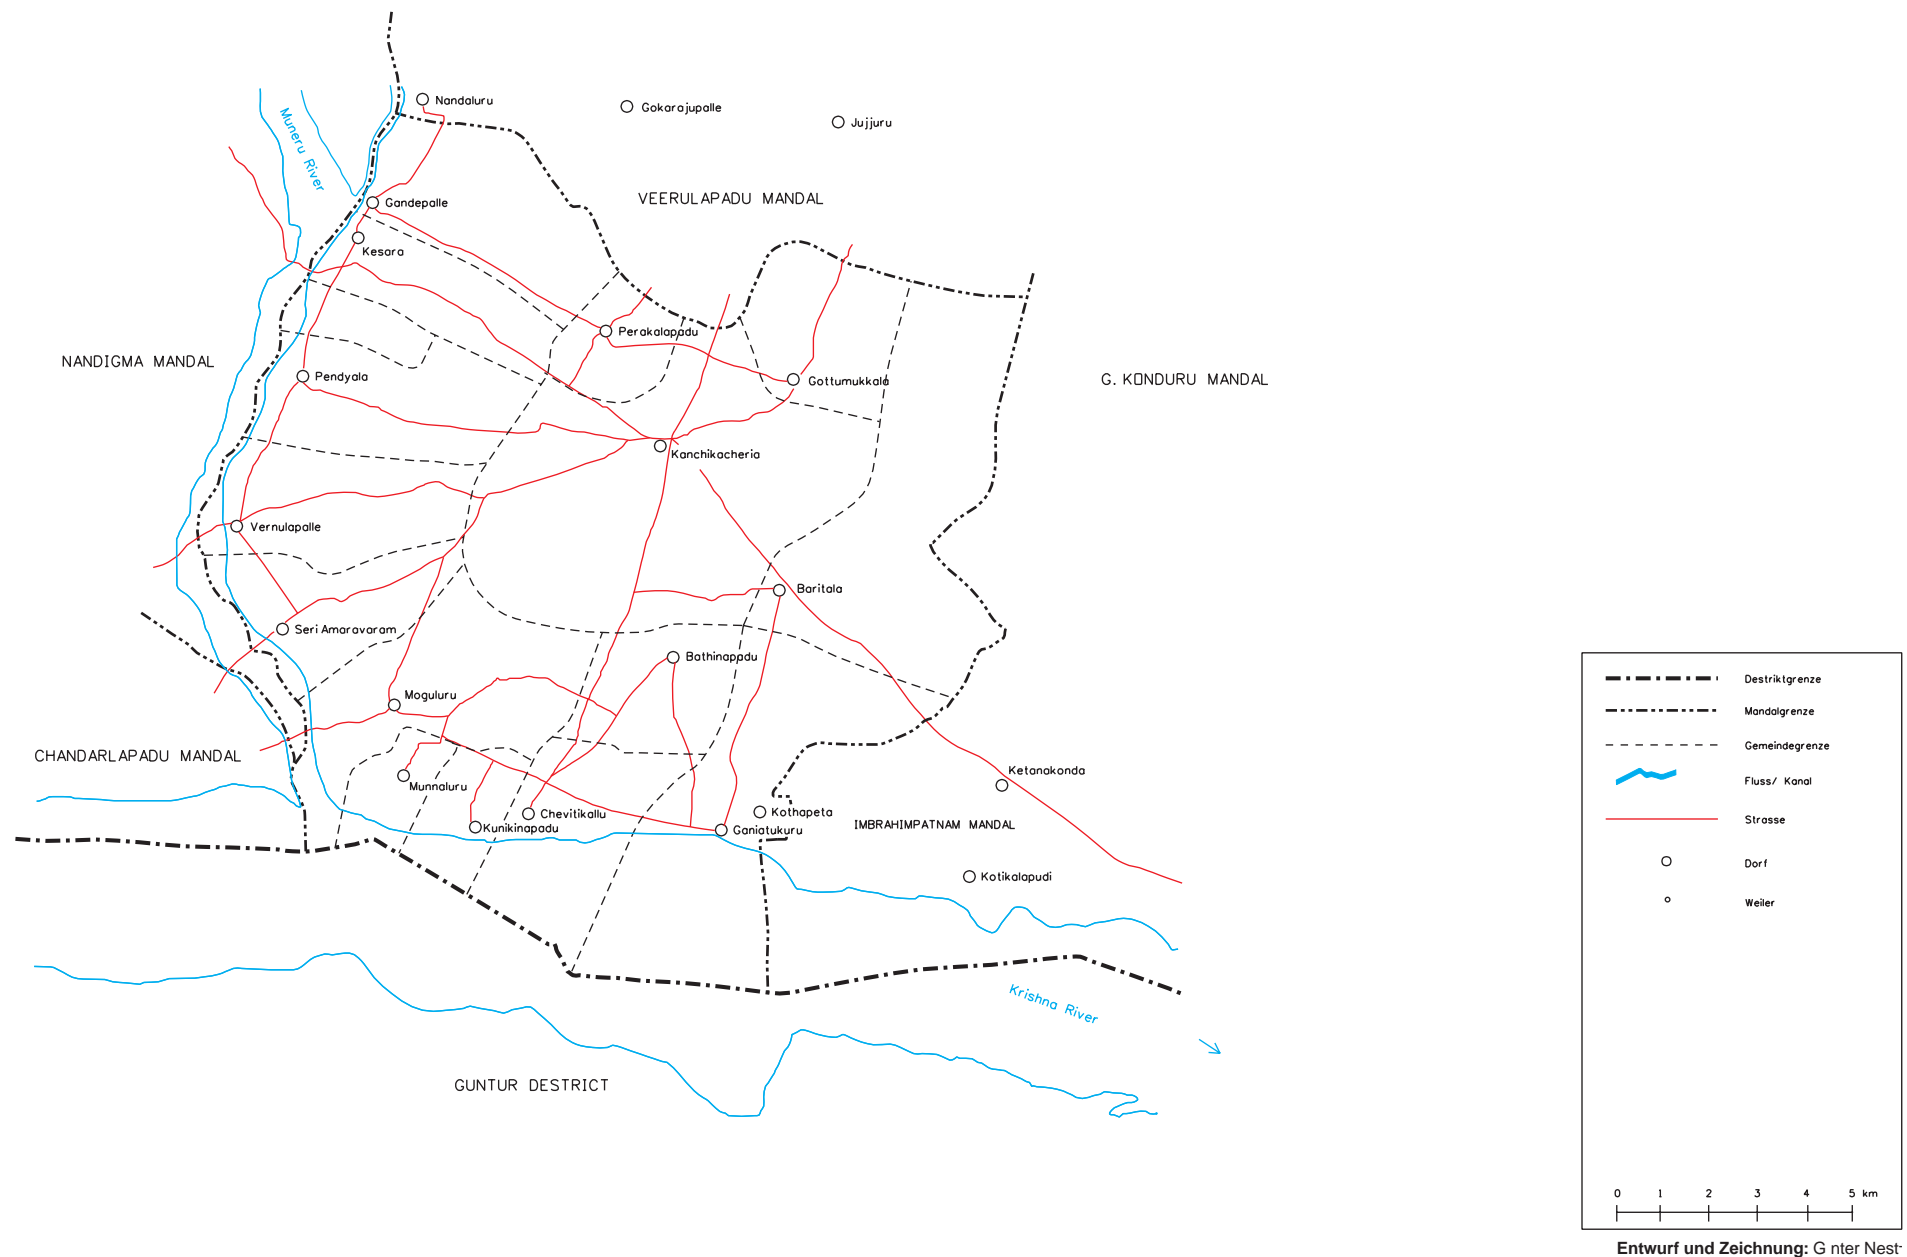 Nandaluru
Gokarajupalle
Jujjuru
Muneru River
VEERULAPADU MANDAL
Gandepalle
Kesara
Perakalapadu
NANDIGMA MANDAL
Pendyala
Gottumukkala
G. KONDURU MANDAL
Kanchikacheria
Vernulapalle
Baritala
Seri Amaravaram
Bathinappdu
Moguluru
CHANDARLAPADU MANDAL
Munnaluru
Ketanakonda
Chevitikallu
Kothapeta
Kunikinapadu
Ganiatukuru
IMBRAHIMPATNAM MANDAL
Kotikalapudi
Krishna River
GUNTUR DESTRICT
Destriktgrenze
Mandalgrenze
Gemeindegrenze
Fluss/ Kanal
Strasse
Dorf
Weiler
0 1 2 3 4 5 km
Entwurf und Zeichnung: G nter Nest